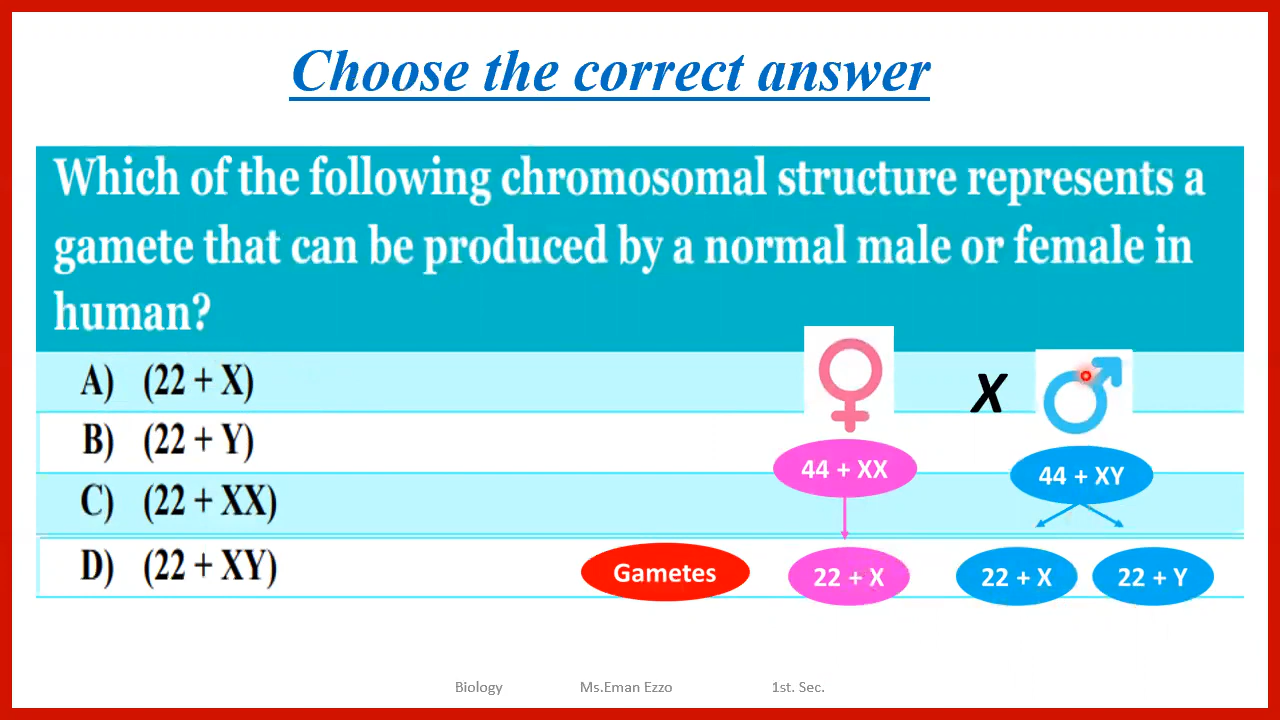 Choose the correct answer
Which of the following chromosomal structure represents a
gamete that can be produced by a normal male or female in
human?
A) (22 + X)
B) (22 + Y)
C) (22 + XX)
D) (22 + XY)
X
44 + XX
44 + XY
Gametes
22 + X
22 + X
22 + Y
Biology Ms.Eman Ezzo 1st. Sec.